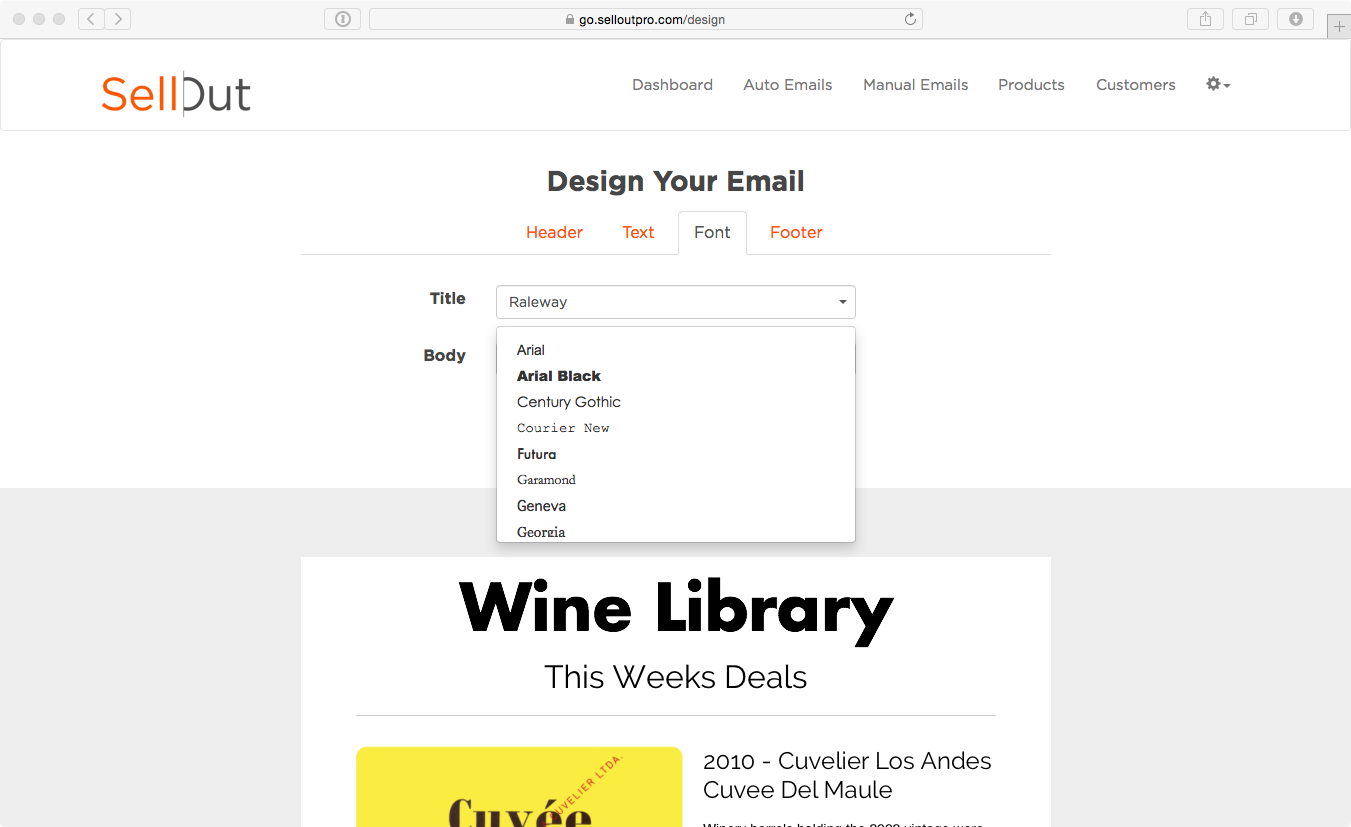 go.selloutpro.com/design
SellOut
Dashboard Auto Emails Manual Emails Products Customers
Design Your Email
Header Text Font Footer
Title Raleway
Body
Arial
Arial Black
Century Gothic
Courier New
Futura
Garamond
Geneva
Georgia
Wine Library
This Weeks Deals
CUVELIER LTDA.
Cuvée
2010 - Cuvelier Los Andes
Cuvee Del Maule